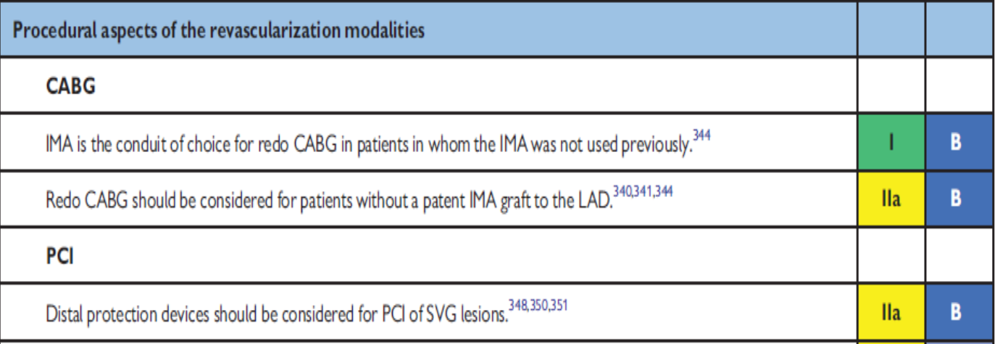 Procedural aspects of the revascularization modalities
CABG
IMA is the conduit of choice for redo CABG in patients in whom the IMA was not used previously.344 I B
Redo CABG should be considered for patients without a patent IMA graft to the LAD.340,341,344 IIa B
PCI
Distal protection devices should be considered for PCI of SVG lesions.348,350,351 IIa B